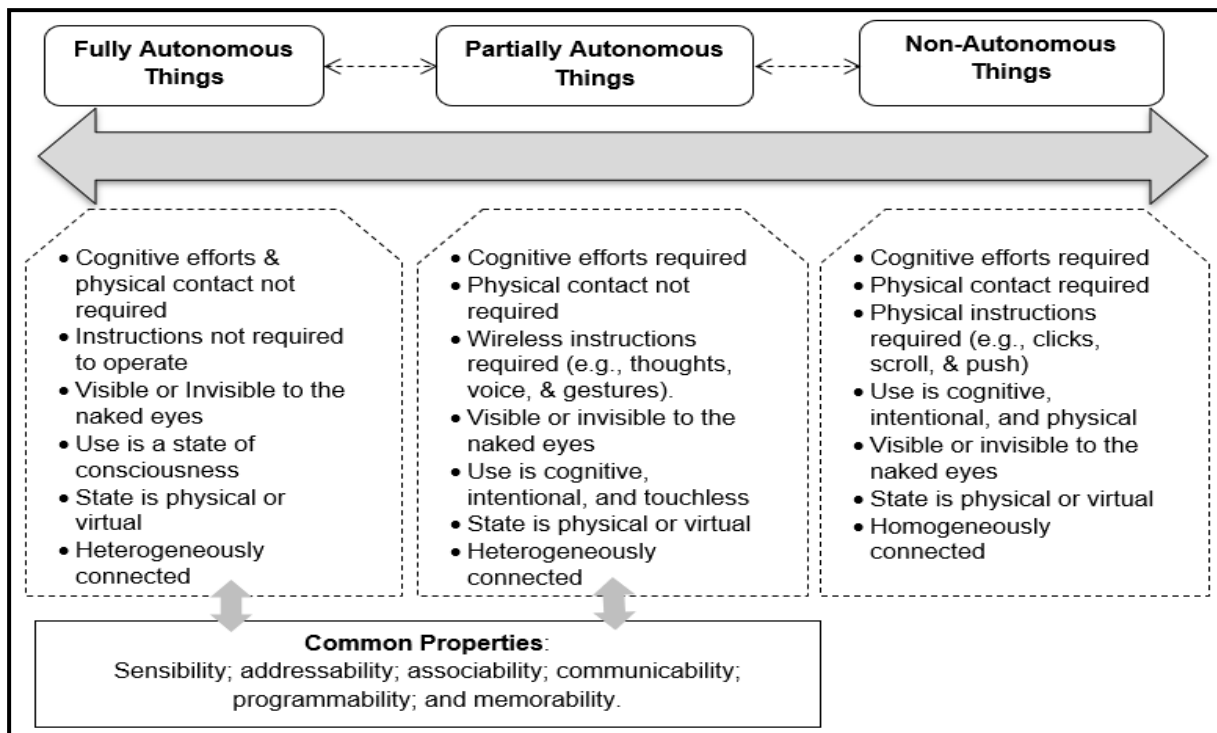 Fully Autonomous
Things
Partially Autonomous
Things
Non-Autonomous
Things
• Cognitive efforts &
physical contact not
required
• Instructions not required
to operate
• Visible or Invisible to the
naked eyes
• Use is a state of
consciousness
• State is physical or
virtual
• Heterogeneously
connected
• Cognitive efforts required
• Physical contact not
required
• Wireless instructions
required (e.g., thoughts,
voice, & gestures).
• Visible or invisible to the
naked eyes
• Use is cognitive,
intentional, and touchless
• State is physical or virtual
• Heterogeneously
connected
• Cognitive efforts required
• Physical contact required
• Physical instructions
required (e.g., clicks,
scroll, & push)
• Use is cognitive,
intentional, and physical
• Visible or invisible to the
naked eyes
• State is physical or virtual
• Homogeneously
connected
Common Properties:
Sensibility; addressability; associability; communicability;
programmability; and memorability.